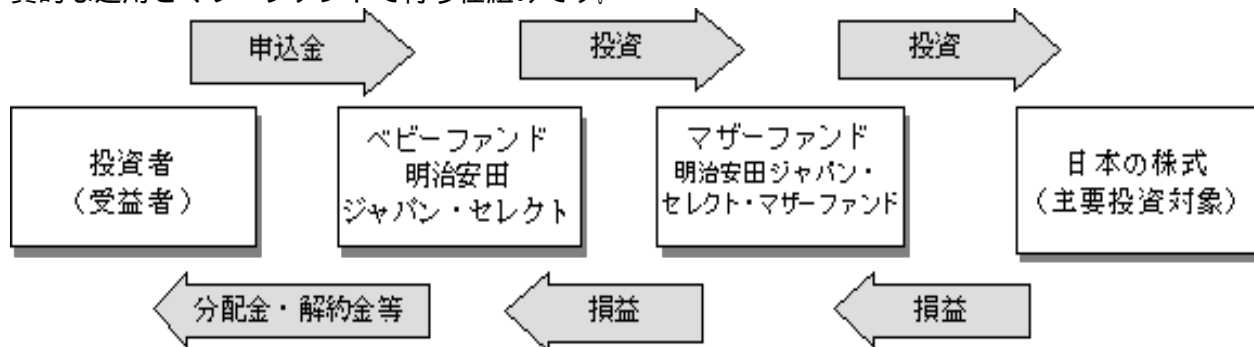 申込金
投資
投資
投資者
(受益者)
ベビーファンド
明治安田
ジャパン・セレクト
マザーファンド
明治安田ジャパン・
セレクト・マザーファンド
日本の株式
(主要投資対象)
分配金・解約金等
損益
損益